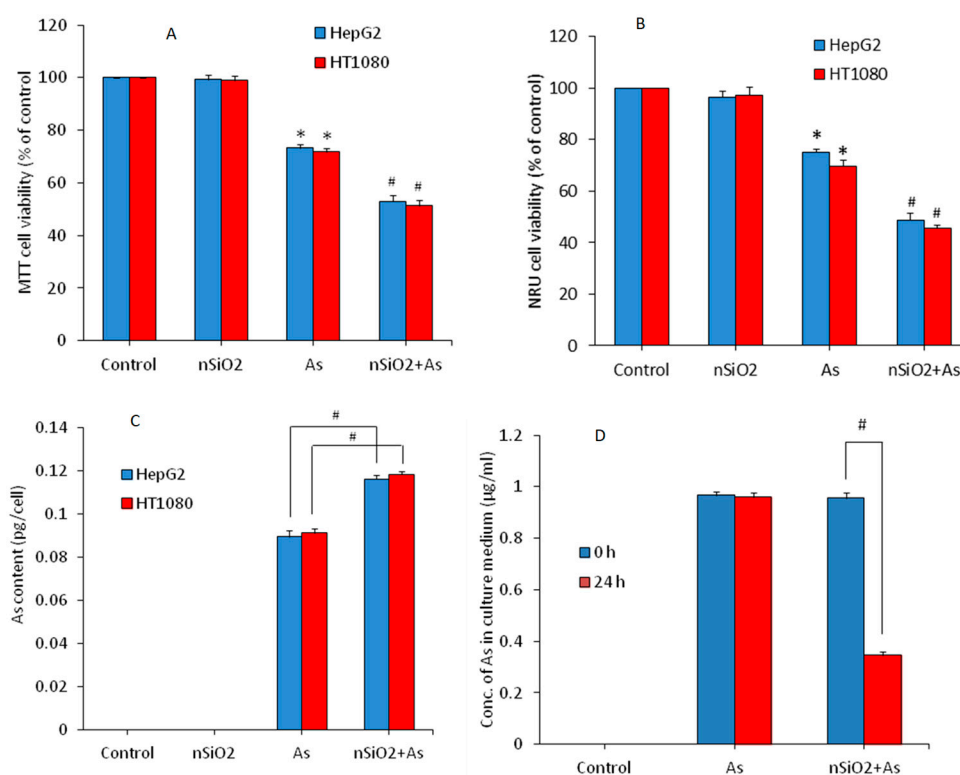 A
HepG2
HT1080
MTT cell viability (% of control)
120
100
80
60
40
20
0
* *
# #
Control nSiO2 As nSiO2+As
B
HepG2
HT1080
NRU cell viability (% of control)
120
100
80
60
40
20
0
* *
# #
Control nSiO2 As nSiO2+As
C
HepG2
HT1080
As content (pg/cell)
0.14
0.12
0.1
0.08
0.06
0.04
0.02
0
#
#
Control nSiO2 As nSiO2+As
D
0 h
24 h
Conc. of As in culture medium (µg/ml)
1.2
1
0.8
0.6
0.4
0.2
0
#
Control As nSiO2+As